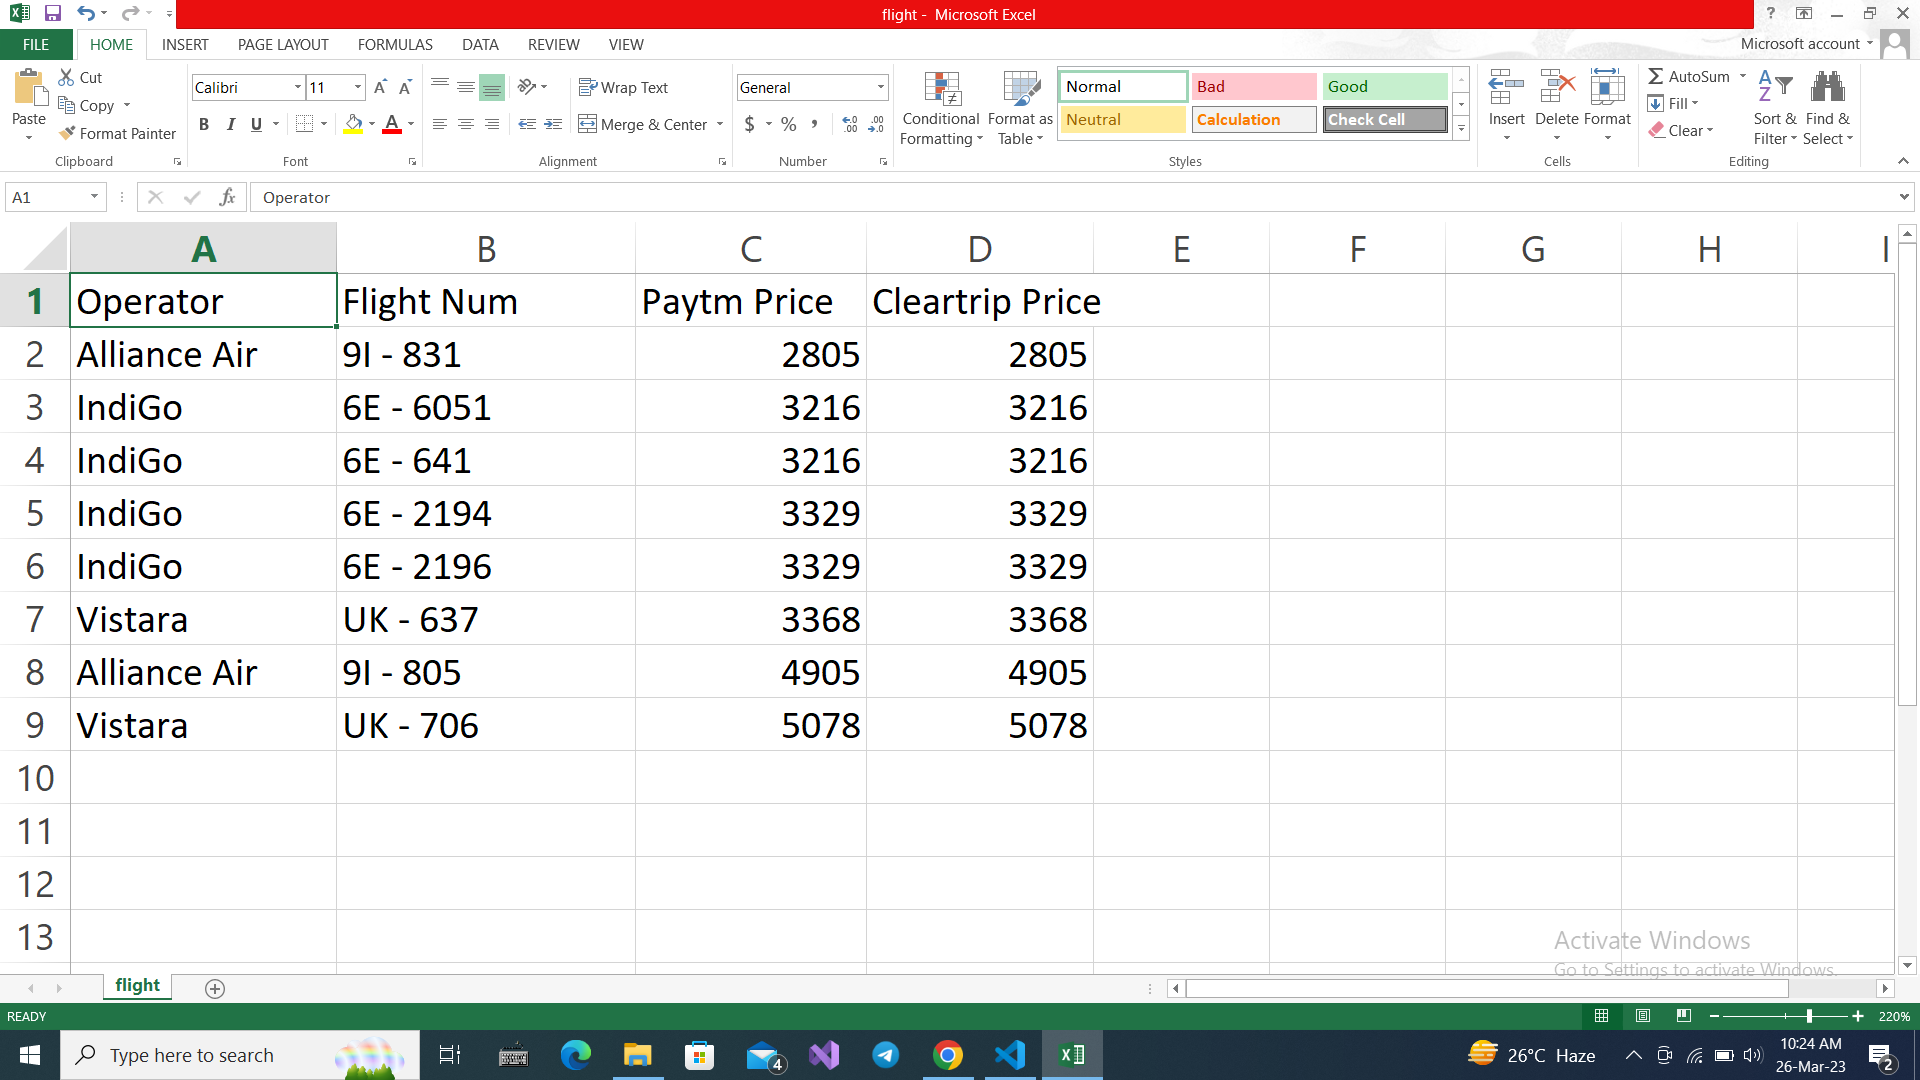 flight - Microsoft Excel
?
FILE HOME INSERT PAGE LAYOUT FORMULAS DATA REVIEW VIEW Microsoft account
Paste Cut Copy Format Painter Clipboard
Calibri 11 B I U A Font
Wrap Text Merge & Center Alignment
General $ % , Number
Conditional Formatting Format as Table
Normal Bad Good
Neutral Calculation Check Cell
Styles
Insert Delete Format Cells
AutoSum Fill Clear Sort & Filter Find & Select Editing
A1 fx Operator
A B C D E F G H I
1 Operator Flight Num Paytm Price Cleartrip Price
2 Alliance Air 9I - 831 2805 2805
3 IndiGo 6E - 6051 3216 3216
4 IndiGo 6E - 641 3216 3216
5 IndiGo 6E - 2194 3329 3329
6 IndiGo 6E - 2196 3329 3329
7 Vistara UK - 637 3368 3368
8 Alliance Air 9I - 805 4905 4905
9 Vistara UK - 706 5078 5078
10
11
12
13
Activate Windows
Go to Settings to activate Windows.
flight
READY 220%
Type here to search 4 26°C Haze 10:24 AM
26-Mar-23 2